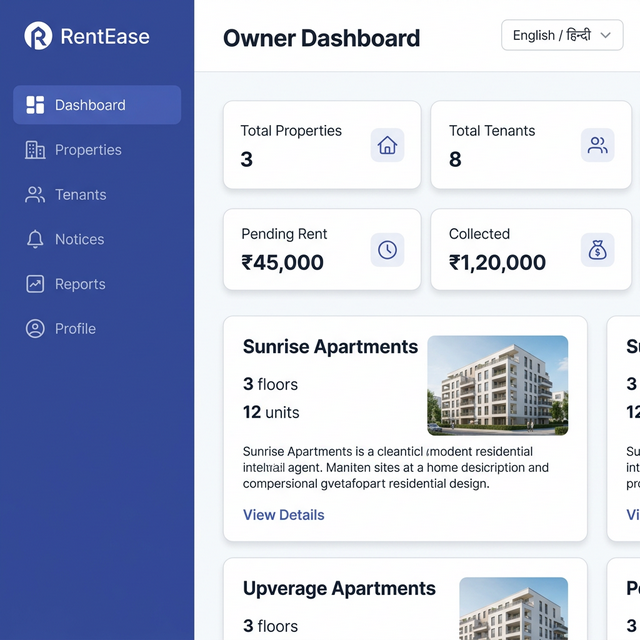 RentEase
Dashboard
Properties
Tenants
Notices
Reports
Profile
Owner Dashboard
English / हिन्दी
Total Properties
3
Total Tenants
8
Pending Rent
₹45,000
Collected
₹1,20,000
Sunrise Apartments
3 floors
12 units
Sunrise Apartments is a cleanticl modent residential
agent. Maniten sites at a home desicription and
compersional gvetafopart residential design.
View Details
Su
3
12
Su
int
pro
Vi
Upverage Apartments
3 floors
P
3